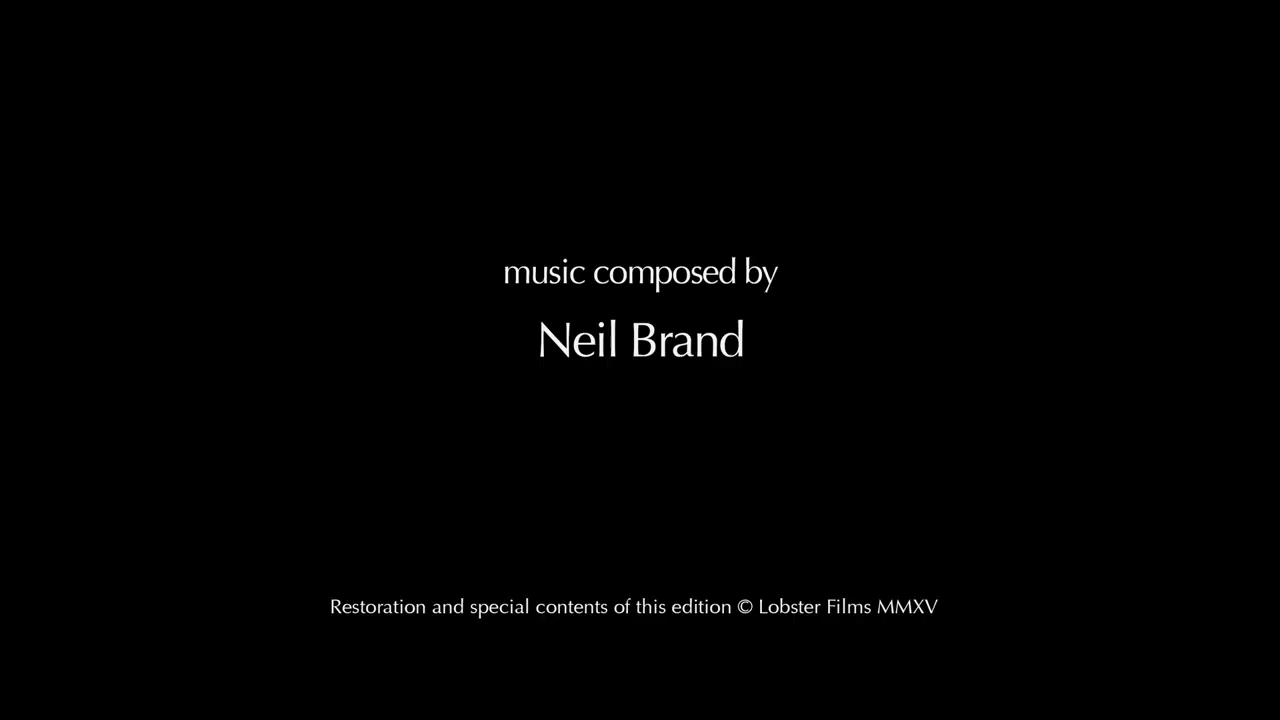 music composed by
Neil Brand
Restoration and special contents of this edition © Lobster Films MMXV